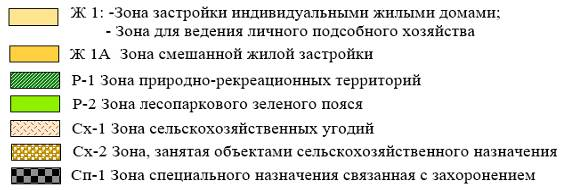 Ж 1: -Зона застройки индивидуальными жилыми домами;
- Зона для ведения личного подсобного хозяйства
Ж 1А Зона смешанной жилой застройки
Р-1 Зона природно-рекреационных территорий
Р-2 Зона лесопаркового зеленого пояса
Сх-1 Зона сельскохозяйственных угодий
Сх-2 Зона, занятая объектами сельскохозяйственного назначения
Сп-1 Зона специального назначения связанная с захоронением